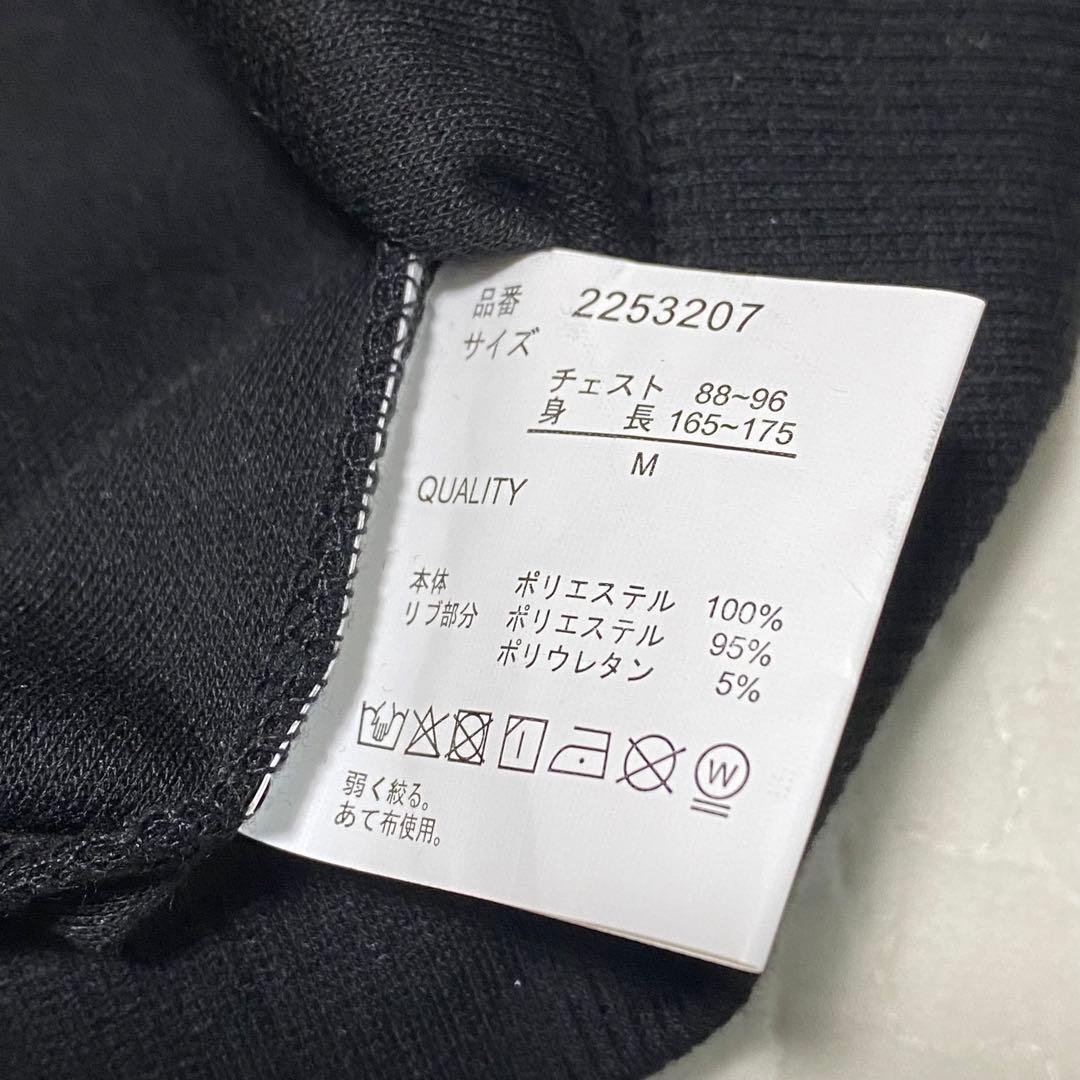 品番 2253207
サイズ
チェスト 88~96
身 長 165~175
M
QUALITY
本体 ポリエステル 100%
リブ部分 ポリエステル 95%
ポリウレタン 5%
W
弱く絞る。
あて布使用。